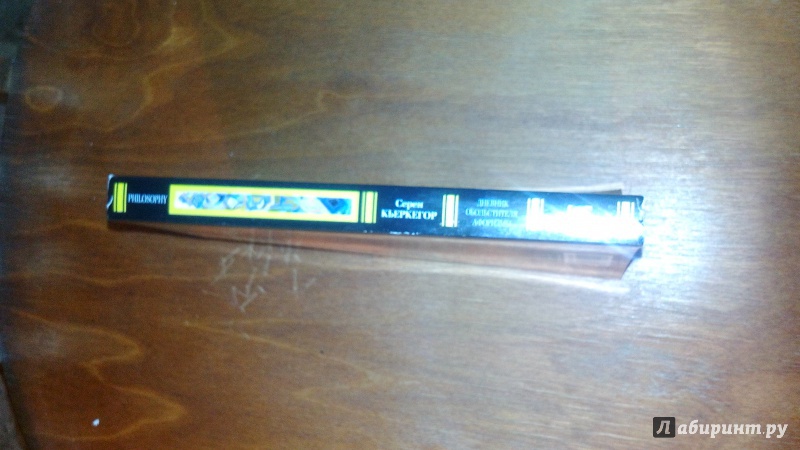 PHILOSOPHY
Серен
КЬЕРКЕГОР
ДНЕВНИК
ОБОЛЬСТИТЕЛЯ
АФОРИЗМЫ
Лабиринт.ру